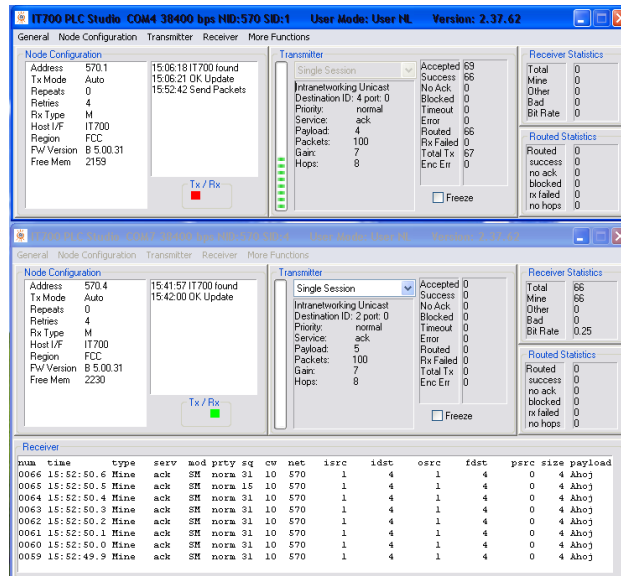 IT700 PLC Studio COM4 38400 bps NID:570 SID:1 User Mode: User NL Version: 2.37.62
General Node Configuration Transmitter Receiver More Functions
Node Configuration
Address 570.1
Tx Mode Auto
Repeats 0
Retries 4
Rx Type M
Host I/F IT700
Region FCC
FW Version B 5.00.31
Free Mem 2159
15:06:18 IT700 found
15:06:21 OK Update
15:52:42 Send Packets
Tx / Rx
Transmitter
Single Session
Intranetworking Unicast
Destination ID: 4 port: 0
Priority: normal
Service: ack
Payload: 4
Packets: 100
Gain: 7
Hops: 8
Accepted 69
Success 66
No Ack 0
Blocked 0
Timeout 0
Error 0
Routed 66
Rx Failed 0
Total Tx 67
Enc Err 0
Freeze
Receiver Statistics
Total 0
Mine 0
Other 0
Bad 0
Bit Rate 0
Routed Statistics
Routed 0
success 0
no ack 0
blocked 0
rx failed 0
no hops 0
IT700 PLC Studio COM7 38400 bps NID:570 SID:4 User Mode: User NL Version: 2.37.62
General Node Configuration Transmitter Receiver More Functions
Node Configuration
Address 570.4
Tx Mode Auto
Repeats 0
Retries 4
Rx Type M
Host I/F IT700
Region FCC
FW Version B 5.00.31
Free Mem 2230
15:41:57 IT700 found
15:42:00 OK Update
Tx / Rx
Transmitter
Single Session
Intranetworking Unicast
Destination ID: 2 port: 0
Priority: normal
Service: ack
Payload: 5
Packets: 100
Gain: 7
Hops: 8
Accepted 0
Success 0
No Ack 0
Blocked 0
Timeout 0
Error 0
Routed 0
Rx Failed 0
Total Tx 0
Enc Err 0
Freeze
Receiver Statistics
Total 66
Mine 66
Other 0
Bad 0
Bit Rate 0.25
Routed Statistics
Routed 0
success 0
no ack 0
blocked 0
rx failed 0
no hops 0
Receiver
num time type serv mod prty sq cw net isrc idst osrc fdst psrc size payload
0066 15:52:50.6 Mine ack SM norm 31 10 570 1 4 1 4 0 4 Ahoj
0065 15:52:50.5 Mine ack SM norm 15 10 570 1 4 1 4 0 4 Ahoj
0064 15:52:50.4 Mine ack SM norm 31 10 570 1 4 1 4 0 4 Ahoj
0063 15:52:50.3 Mine ack SM norm 31 10 570 1 4 1 4 0 4 Ahoj
0062 15:52:50.2 Mine ack SM norm 31 10 570 1 4 1 4 0 4 Ahoj
0061 15:52:50.1 Mine ack SM norm 31 10 570 1 4 1 4 0 4 Ahoj
0060 15:52:50.0 Mine ack SM norm 31 10 570 1 4 1 4 0 4 Ahoj
0059 15:52:49.9 Mine ack SM norm 31 10 570 1 4 1 4 0 4 Ahoj